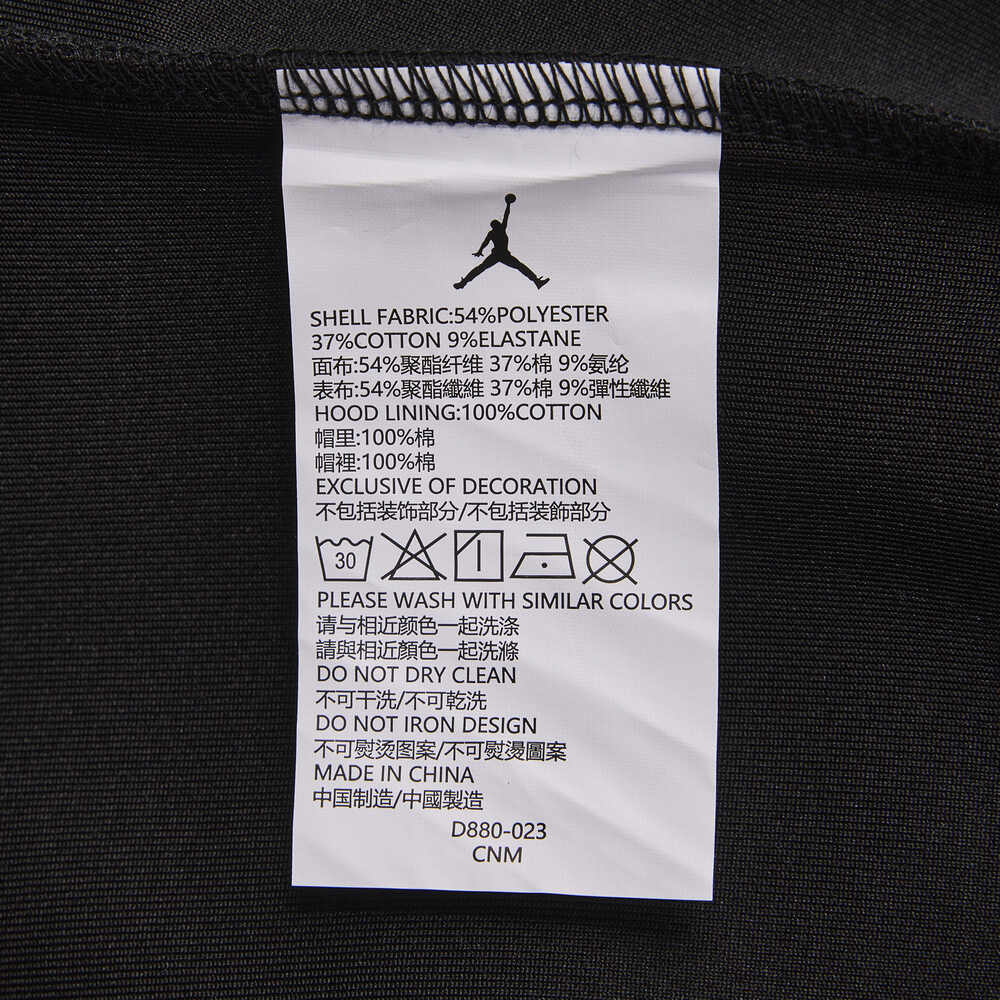 SHELL FABRIC:54%POLYESTER
37%COTTON 9%ELASTANE
面布:54%聚酯纤维 37%棉 9%氨纶
表布:54%聚酯纖維 37%棉 9%彈性纖維
HOOD LINING:100%COTTON
帽里:100%棉
帽裡:100%棉
EXCLUSIVE OF DECORATION
不包括装饰部分/不包括裝飾部分
30
PLEASE WASH WITH SIMILAR COLORS
请与相近颜色一起洗涤
請與相近顏色一起洗滌
DO NOT DRY CLEAN
不可干洗/不可乾洗
DO NOT IRON DESIGN
不可熨烫图案/不可熨燙圖案
MADE IN CHINA
中国制造/中國製造
D880-023
CNM